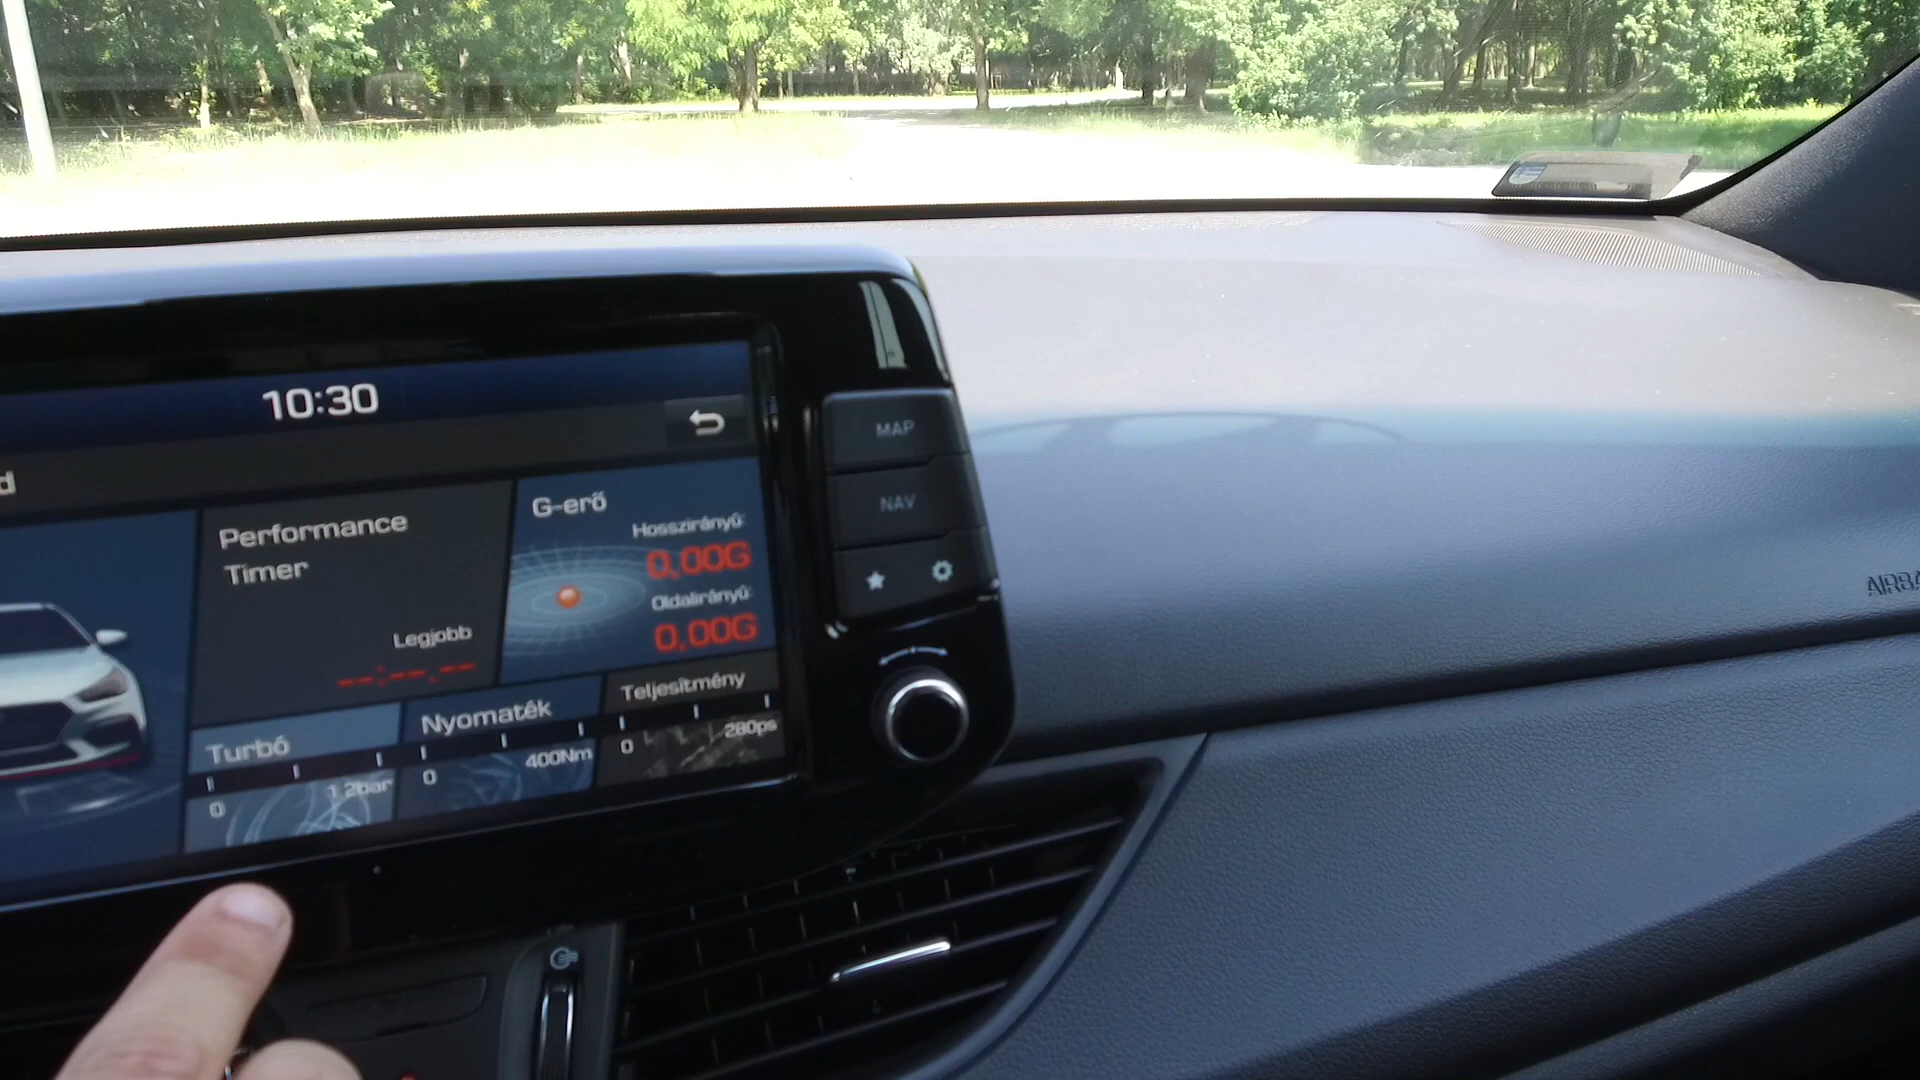 10:30
d
Performance
Timer
Legjobb
--:--.--
G-erő
Hosszirányú:
0,00G
Oldalirányú:
0,00G
Turbó
0
1.2bar
Nyomaték
0
400Nm
Teljesítmény
0
280ps
MAP
NAV
AIRBA